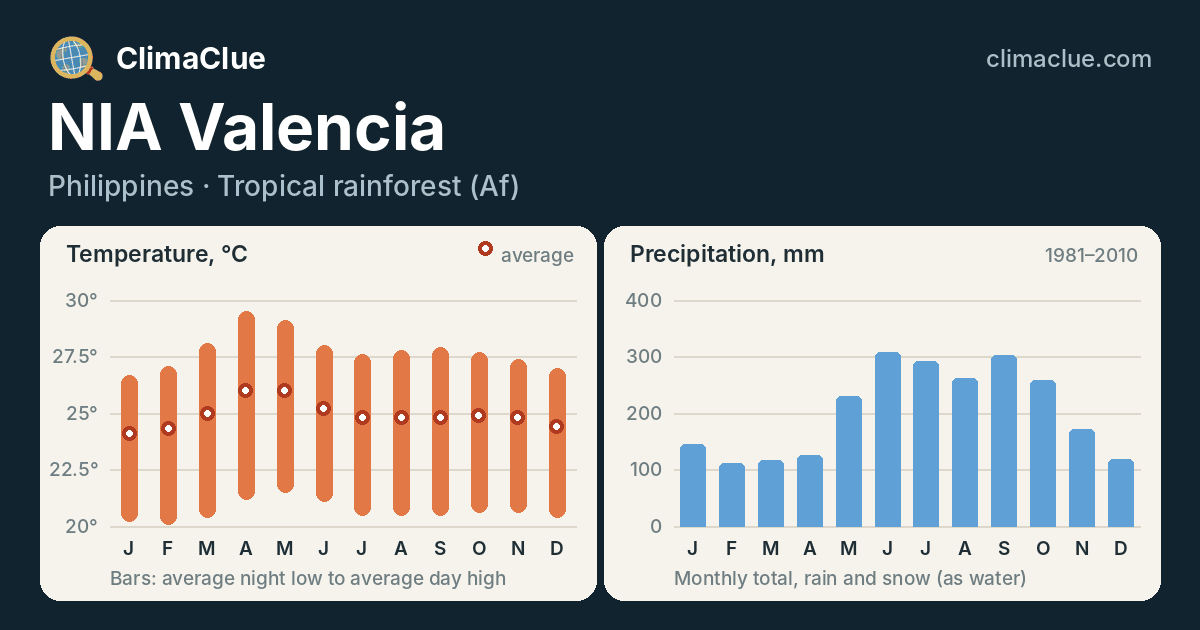 ClimaClue
climaclue.com
NIA Valencia
Philippines · Tropical rainforest (Af)
Temperature, °C
average
30°
27.5°
25°
22.5°
20°
J F M A M J J A S O N D
Bars: average night low to average day high
Precipitation, mm
1981–2010
400
300
200
100
0
J F M A M J J A S O N D
Monthly total, rain and snow (as water)